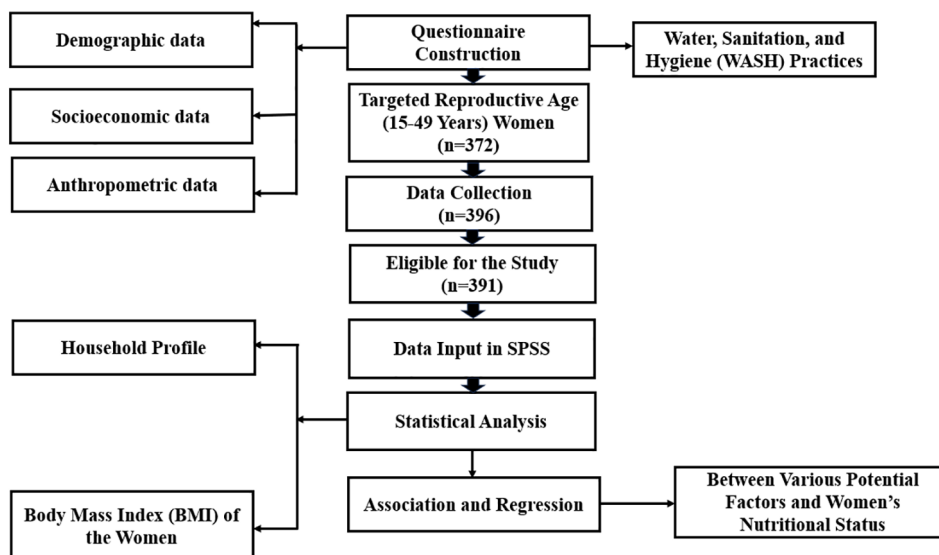 Demographic data
Questionnaire
Construction
Water, Sanitation, and
Hygiene (WASH) Practices
Socioeconomic data
Targeted Reproductive Age
(15-49 Years) Women
(n=372)
Anthropometric data
Data Collection
(n=396)
Eligible for the Study
(n=391)
Household Profile
Data Input in SPSS
Statistical Analysis
Body Mass Index (BMI) of
the Women
Association and Regression
Between Various Potential
Factors and Women’s
Nutritional Status